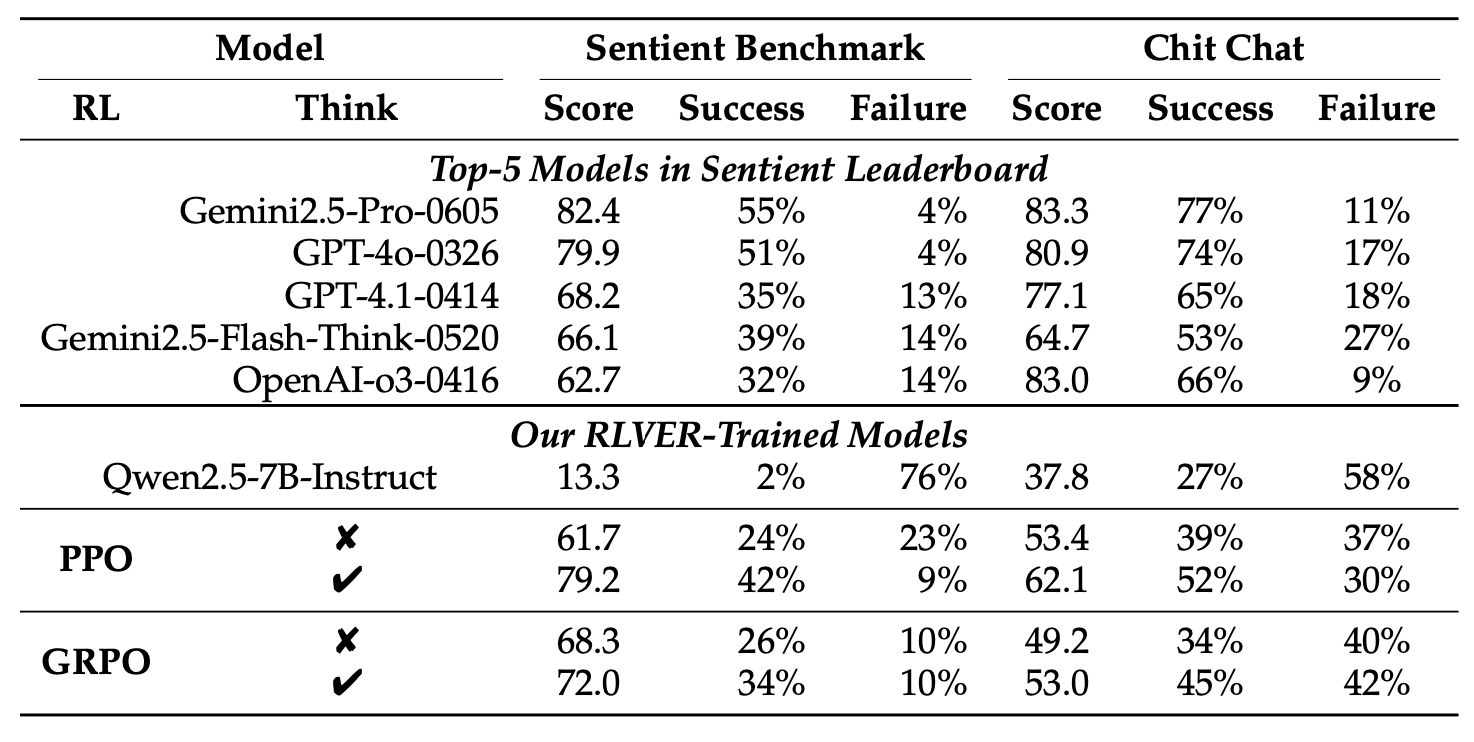 Model Sentient Benchmark Chit Chat
RL Think Score Success Failure Score Success Failure
Top-5 Models in Sentient Leaderboard
Gemini2.5-Pro-0605 82.4 55% 4% 83.3 77% 11%
GPT-4o-0326 79.9 51% 4% 80.9 74% 17%
GPT-4.1-0414 68.2 35% 13% 77.1 65% 18%
Gemini2.5-Flash-Think-0520 66.1 39% 14% 64.7 53% 27%
OpenAI-o3-0416 62.7 32% 14% 83.0 66% 9%
Our RLVER-Trained Models
Qwen2.5-7B-Instruct 13.3 2% 76% 37.8 27% 58%
PPO ✘ 61.7 24% 23% 53.4 39% 37%
✔ 79.2 42% 9% 62.1 52% 30%
GRPO ✘ 68.3 26% 10% 49.2 34% 40%
✔ 72.0 34% 10% 53.0 45% 42%